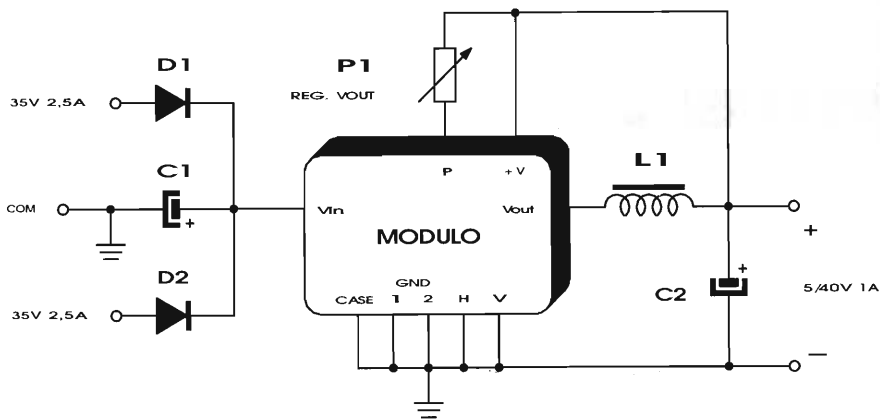 D1
P1
35V 2,5A
REG. VOUT
C1
P
+V
L1
COM
+
Vin
Vout
MODULO
+
D2
GND
+
C2
5/40V 1A
35V 2,5A
CASE
1
2
H
V
—